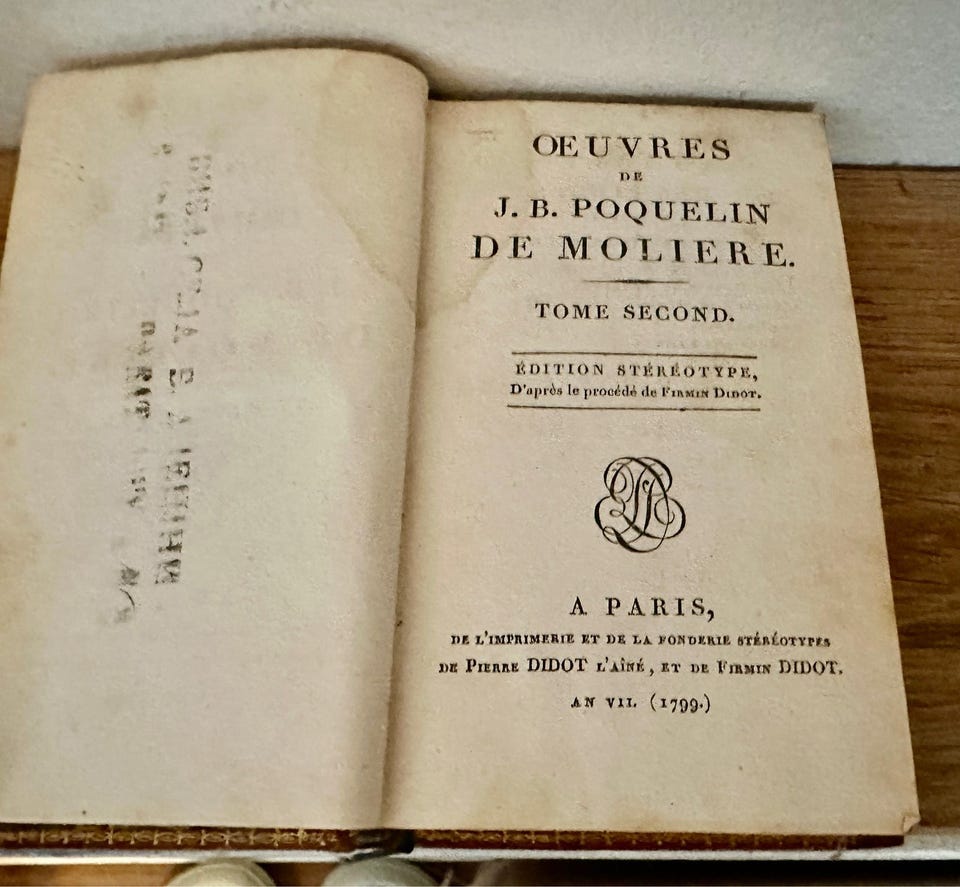 OEUVRES
DE
J. B. POQUELIN
DE MOLIERE.
TOME SECOND.
ÉDITION STÉRÉOTYPE,
D'après le procédé de FIRMIN DIDOT.
A PARIS,
DE L'IMPRIMERIE ET DE LA FONDERIE STÉRÉOTYPES
DE PIERRE DIDOT L'AÎNÉ, ET DE FIRMIN DIDOT.
AN VII. (1799.)